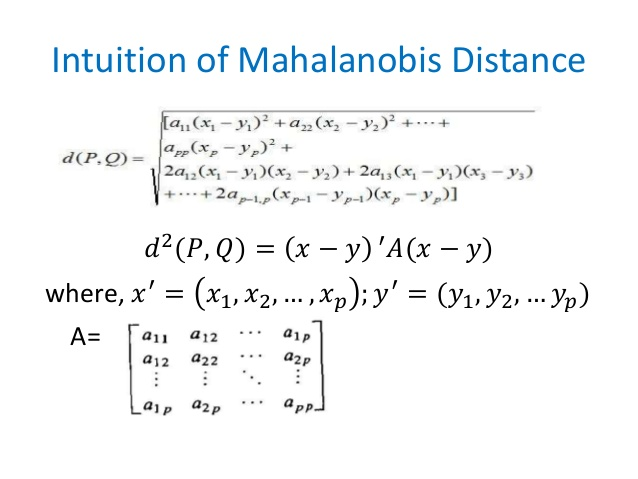 Intuition of Mahalanobis Distance
d(P,Q) = √[a₁₁(x₁ − y₁)² + a₂₂(x₂ − y₂)² + ⋯ +
aₚₚ(xₚ − yₚ)² +
2a₁₂(x₁ − y₁)(x₂ − y₂) + 2a₁₃(x₁ − y₁)(x₃ − y₃)
+ ⋯ + 2aₚ₋₁,ₚ(xₚ₋₁ − yₚ₋₁)(xₚ − yₚ)]
d²(P, Q) = (x − y) ′A(x − y)
where, x′ = (x₁, x₂, … , xₚ); y′ = (y₁, y₂, … yₚ)
A=
a₁₁ a₁₂ ⋯ a₁ₚ
a₁₂ a₂₂ ⋯ a₂ₚ
⋮ ⋮ ⋱ ⋮
a₁ₚ a₂ₚ ⋯ aₚₚ